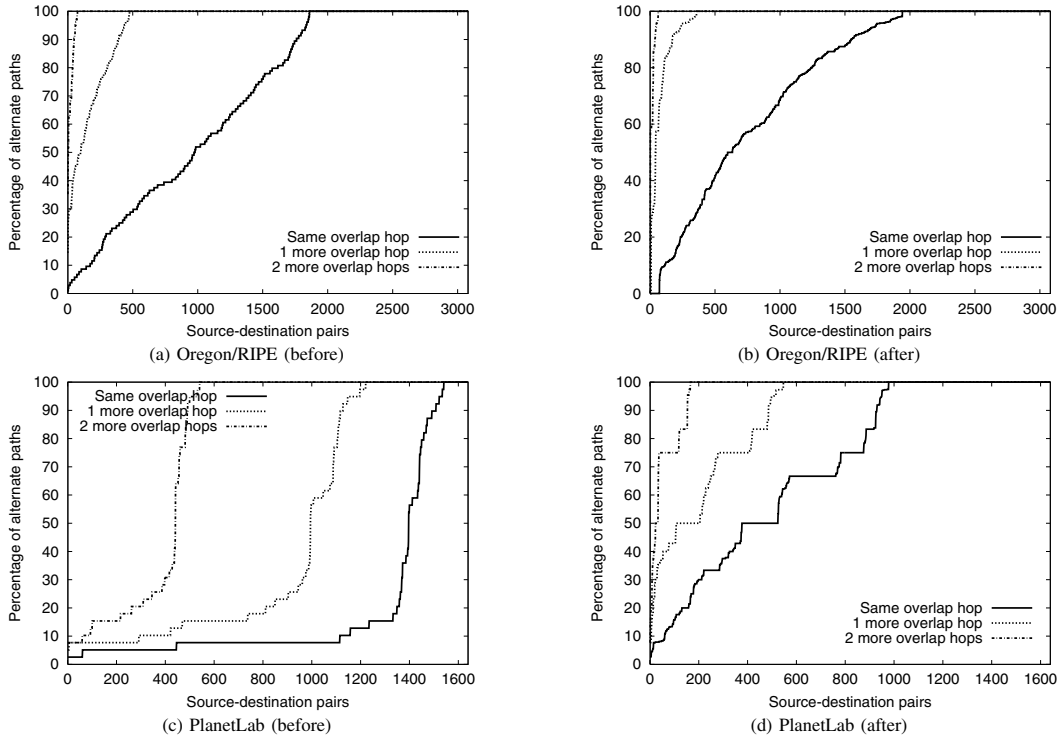 100
90
80
70
60
50
40
30
20
10
0
Percentage of alternate paths
Same overlap hop
1 more overlap hop
2 more overlap hops
0 500 1000 1500 2000 2500 3000
Source-destination pairs
(a) Oregon/RIPE (before)
100
90
80
70
60
50
40
30
20
10
0
Percentage of alternate paths
Same overlap hop
1 more overlap hop
2 more overlap hops
0 500 1000 1500 2000 2500 3000
Source-destination pairs
(b) Oregon/RIPE (after)
100
90
80
70
60
50
40
30
20
10
0
Percentage of alternate paths
Same overlap hop
1 more overlap hop
2 more overlap hops
0 200 400 600 800 1000 1200 1400 1600
Source-destination pairs
(c) PlanetLab (before)
100
90
80
70
60
50
40
30
20
10
0
Percentage of alternate paths
Same overlap hop
1 more overlap hop
2 more overlap hops
0 200 400 600 800 1000 1200 1400 1600
Source-destination pairs
(d) PlanetLab (after)